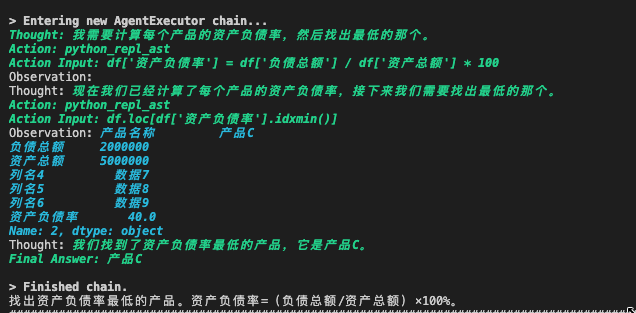 > Entering new AgentExecutor chain...
Thought: 我需要计算每个产品的资产负债率，然后找出最低的那个。
Action: python_repl_ast
Action Input: df['资产负债率'] = df['负债总额'] / df['资产总额'] * 100
Observation:
Thought: 现在我们已经计算了每个产品的资产负债率，接下来我们需要找出最低的那个。
Action: python_repl_ast
Action Input: df.loc[df['资产负债率'].idxmin()]
Observation: 产品名称 产品C
负债总额 2000000
资产总额 5000000
列名4 数据7
列名5 数据8
列名6 数据9
资产负债率 40.0
Name: 2, dtype: object
Thought: 我们找到了资产负债率最低的产品，它是产品C。
Final Answer: 产品C
> Finished chain.
找出资产负债率最低的产品。资产负债率=（负债总额/资产总额）×100%。